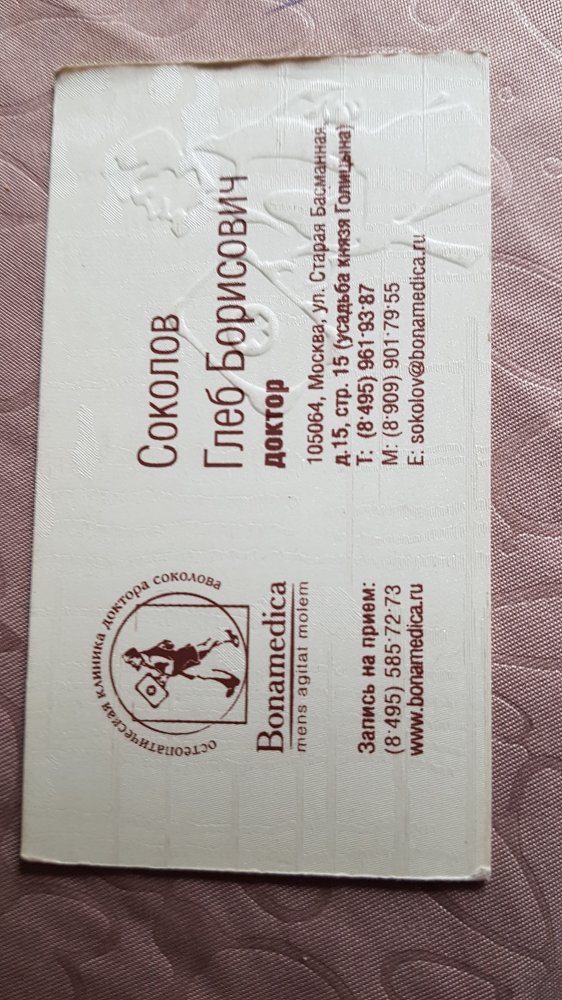 остеопатическая клиника доктора соколова
Bonamedica
mens agitat molem
Запись на прием:
(8·495) 585·72·73
www.bonamedica.ru
Соколов
Глеб Борисович
доктор
105064, Москва, ул. Старая Басманная,
д.15, стр. 15 (усадьба князя Голицына)
Т: (8·495) 961·93·87
М: (8·909) 901·79·55
E: sokolov@bonamedica.ru